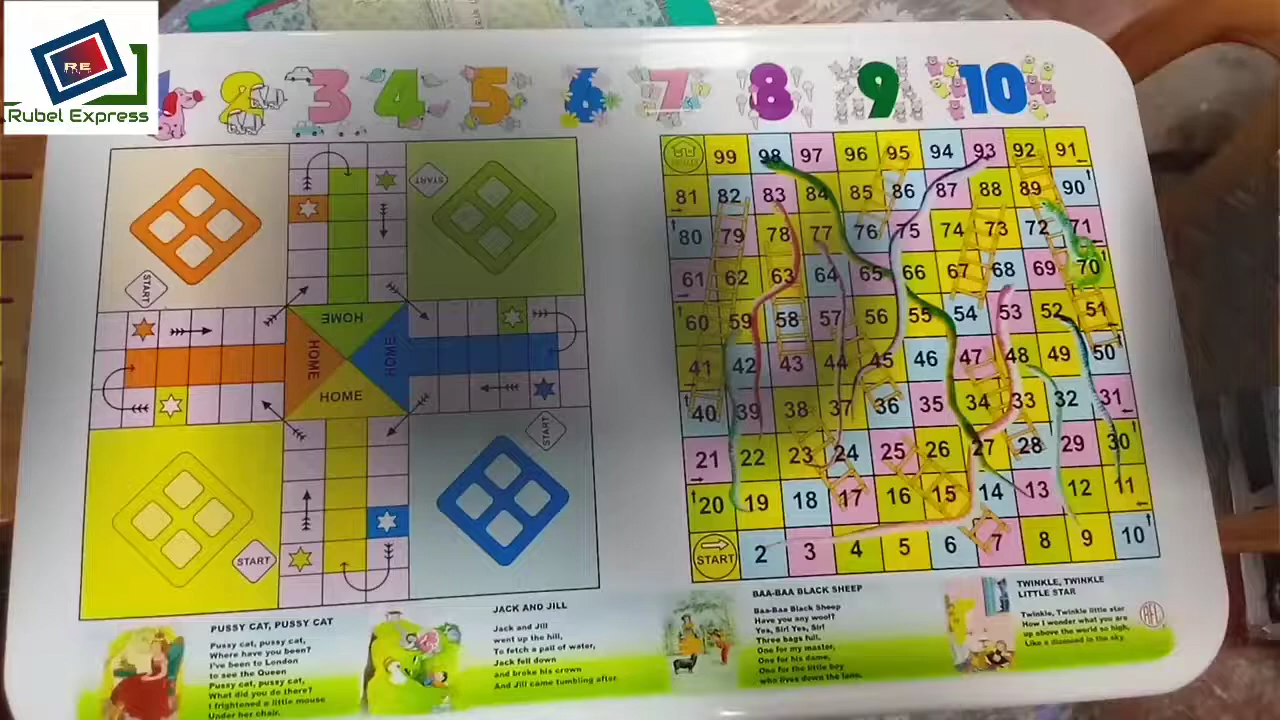 RE
Rubel Express
2 3 4 5 6 7 8 9 10
START
START
HOME
HOME
HOME
HOME
START
START
99 98 97 96 95 94 93 92 91
81 82 83 84 85 86 87 88 89 90
80 79 78 77 76 75 74 73 72 71
61 62 63 64 65 66 67 68 69 70
60 59 58 57 56 55 54 53 52 51
41 42 43 44 45 46 47 48 49 50
40 39 38 37 36 35 34 33 32 31
21 22 23 24 25 26 27 28 29 30
20 19 18 17 16 15 14 13 12 11
START 2 3 4 5 6 7 8 9 10
PUSSY CAT, PUSSY CAT
Pussy cat, pussy cat,
Where have you been?
I've been to London
to see the Queen
Pussy cat, pussy cat,
What did you do there?
I frightened a little mouse
Under her chair.
JACK AND JILL
Jack and Jill
went up the hill,
To fetch a pail of water,
Jack fell down
and broke his crown
And Jill came tumbling after.
BAA-BAA BLACK SHEEP
Baa-Baa Black Sheep
Have you any wool?
Yes, Sir! Yes, Sir!
Three bags full.
One for my master,
One for his dame,
One for the little boy
who lives down the lane.
TWINKLE, TWINKLE
LITTLE STAR
Twinkle, Twinkle little star
How I wonder what you are
up above the world so high,
Like a diamond in the sky.
RFL